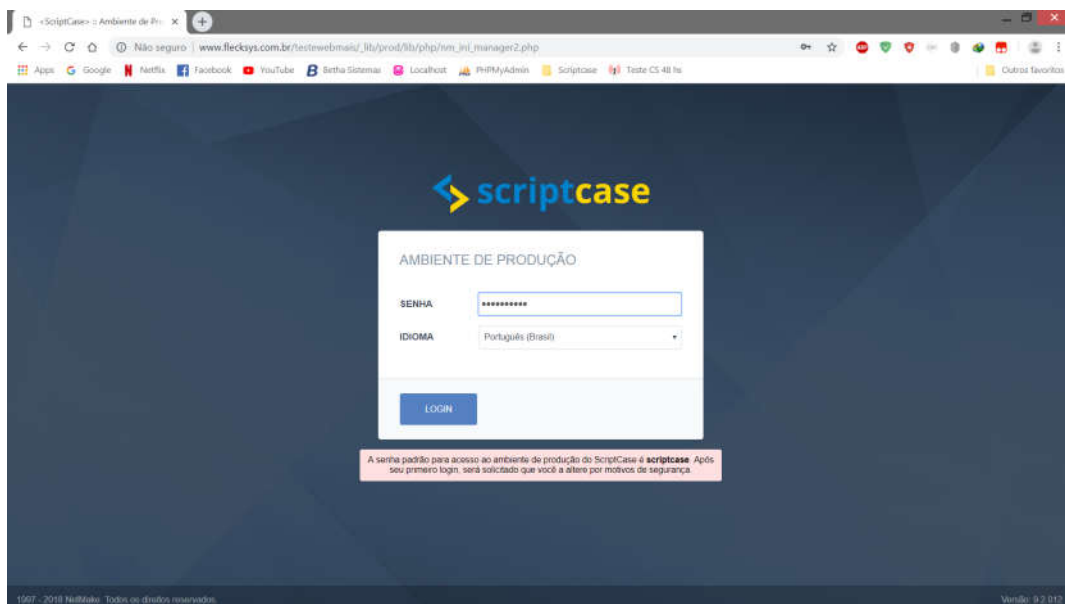 <ScriptCase> :: Ambiente de Pro
Não seguro | www.flecksys.com.br/testewebmais/_lib/prod/lib/php/nm_ini_manager2.php
Apps Google Netflix Facebook YouTube Betha Sistemas Localhost PHPMyAdmin Scriptcase Teste CS 48 hs Outros favoritos
scriptcase
AMBIENTE DE PRODUÇÃO
SENHA ••••••••••
IDIOMA Português (Brasil)
LOGIN
A senha padrão para acesso ao ambiente de produção do ScriptCase é scriptcase. Após
seu primeiro login, será solicitado que você a altere por motivos de segurança.
1997 - 2018 NetMake. Todos os direitos reservados. Versão: 9.2.012